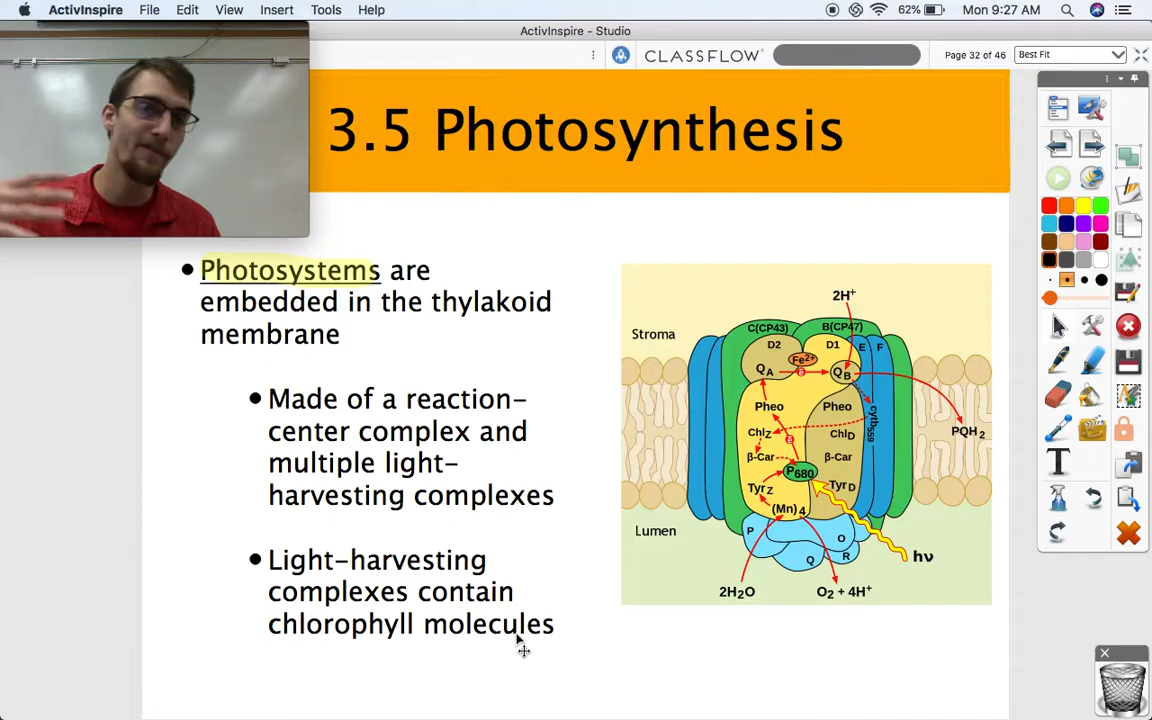 ActivInspire File Edit View Insert Tools Help 62% Mon 9:27 AM
ActivInspire - Studio
CLASSFLOW Page 32 of 46 Best Fit
3.5 Photosynthesis
• Photosystems are
embedded in the thylakoid
membrane
• Made of a reaction-
center complex and
multiple light-
harvesting complexes
• Light-harvesting
complexes contain
chlorophyll molecules
2H+
C(CP43) B(CP47)
Stroma D2 D1 E F
Fe2+
QA QB
Pheo Pheo
cytb559
PQH2
ChlZ ChlD
β-Car β-Car
P680
TyrZ TyrD
(Mn)4
Lumen P O
Q R
hν
2H2O O2 + 4H+
T